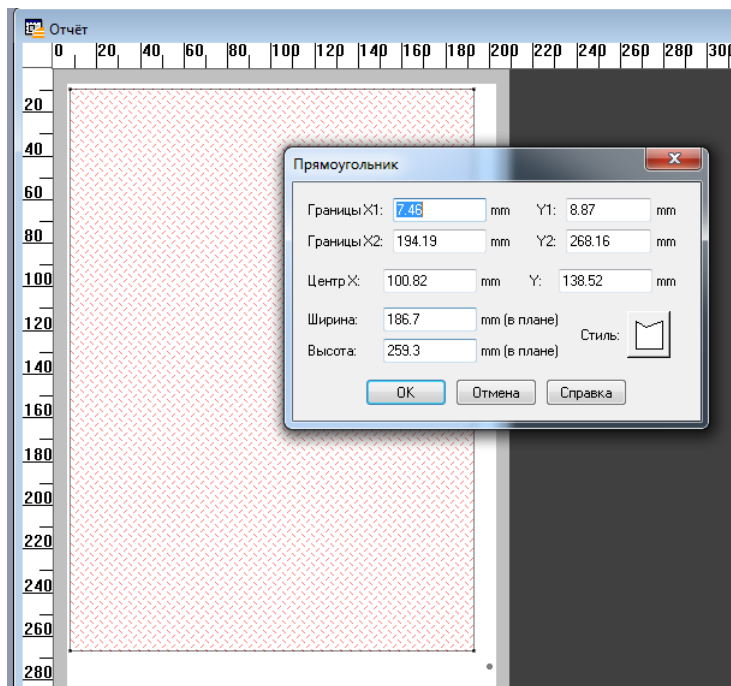 Отчёт
0 20 40 60 80 100 120 140 160 180 200 220 240 260 280 300
20
40
60
80
100
120
140
160
180
200
220
240
260
280
Прямоугольник
Границы X1: 7.46 mm Y1: 8.87 mm
Границы X2: 194.19 mm Y2: 268.16 mm
Центр X: 100.82 mm Y: 138.52 mm
Ширина: 186.7 mm (в плане)
Стиль:
Высота: 259.3 mm (в плане)
OK Отмена Справка